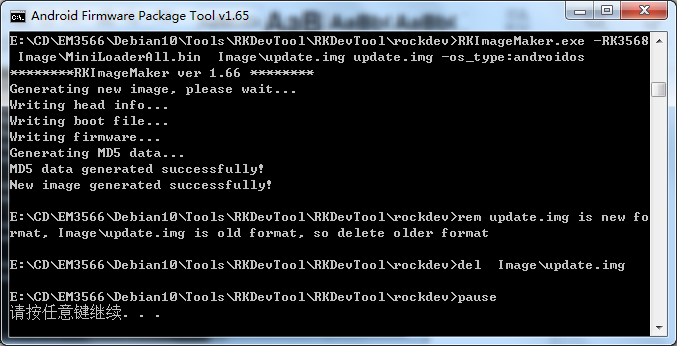 Android Firmware Package Tool v1.65
E:\CD\EM3566\Debian10\Tools\RKDevTool\RKDevTool\rockdev>RKImageMaker.exe -RK3568
 Image\MiniLoaderAll.bin  Image\update.img update.img -os_type:androidos
********RKImageMaker ver 1.66 ********
Generating new image, please wait...
Writing head info...
Writing boot file...
Writing firmware...
Generating MD5 data...
MD5 data generated successfully!
New image generated successfully!
E:\CD\EM3566\Debian10\Tools\RKDevTool\RKDevTool\rockdev>rem update.img is new fo
rmat, Image\update.img is old format, so delete older format
E:\CD\EM3566\Debian10\Tools\RKDevTool\RKDevTool\rockdev>del  Image\update.img
E:\CD\EM3566\Debian10\Tools\RKDevTool\RKDevTool\rockdev>pause
请按任意键继续. . .